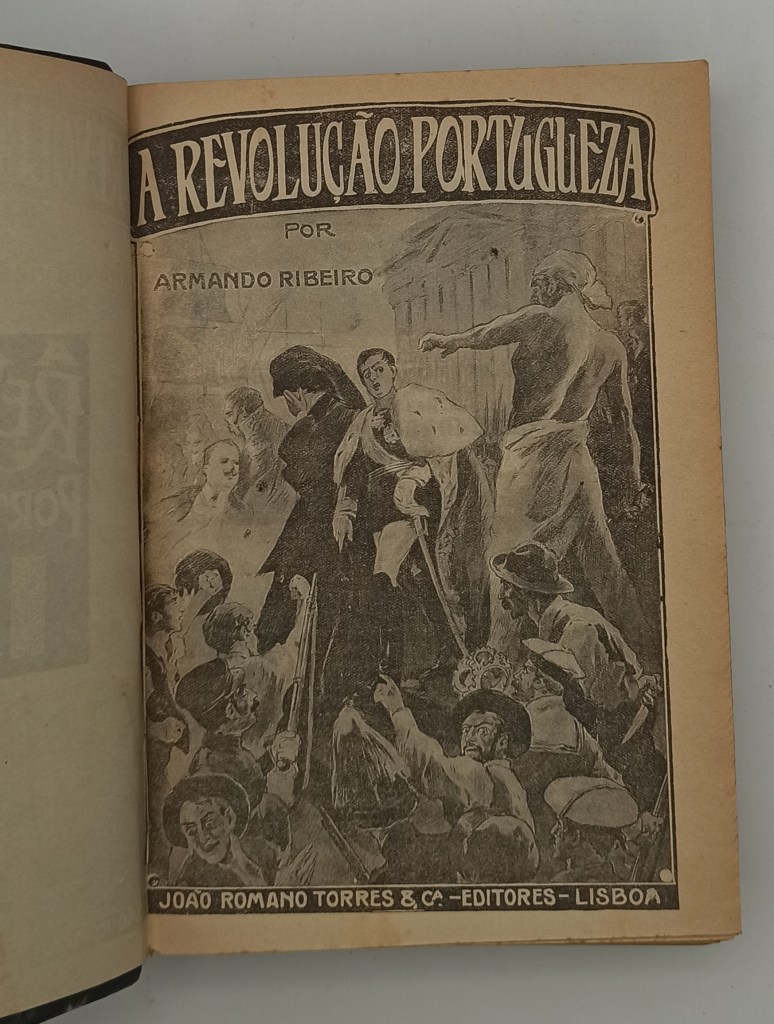 A REVOLUÇÃO PORTUGUEZA
POR
ARMANDO RIBEIRO
JOÃO ROMANO TORRES & Cᴬ. - EDITORES - LISBOA